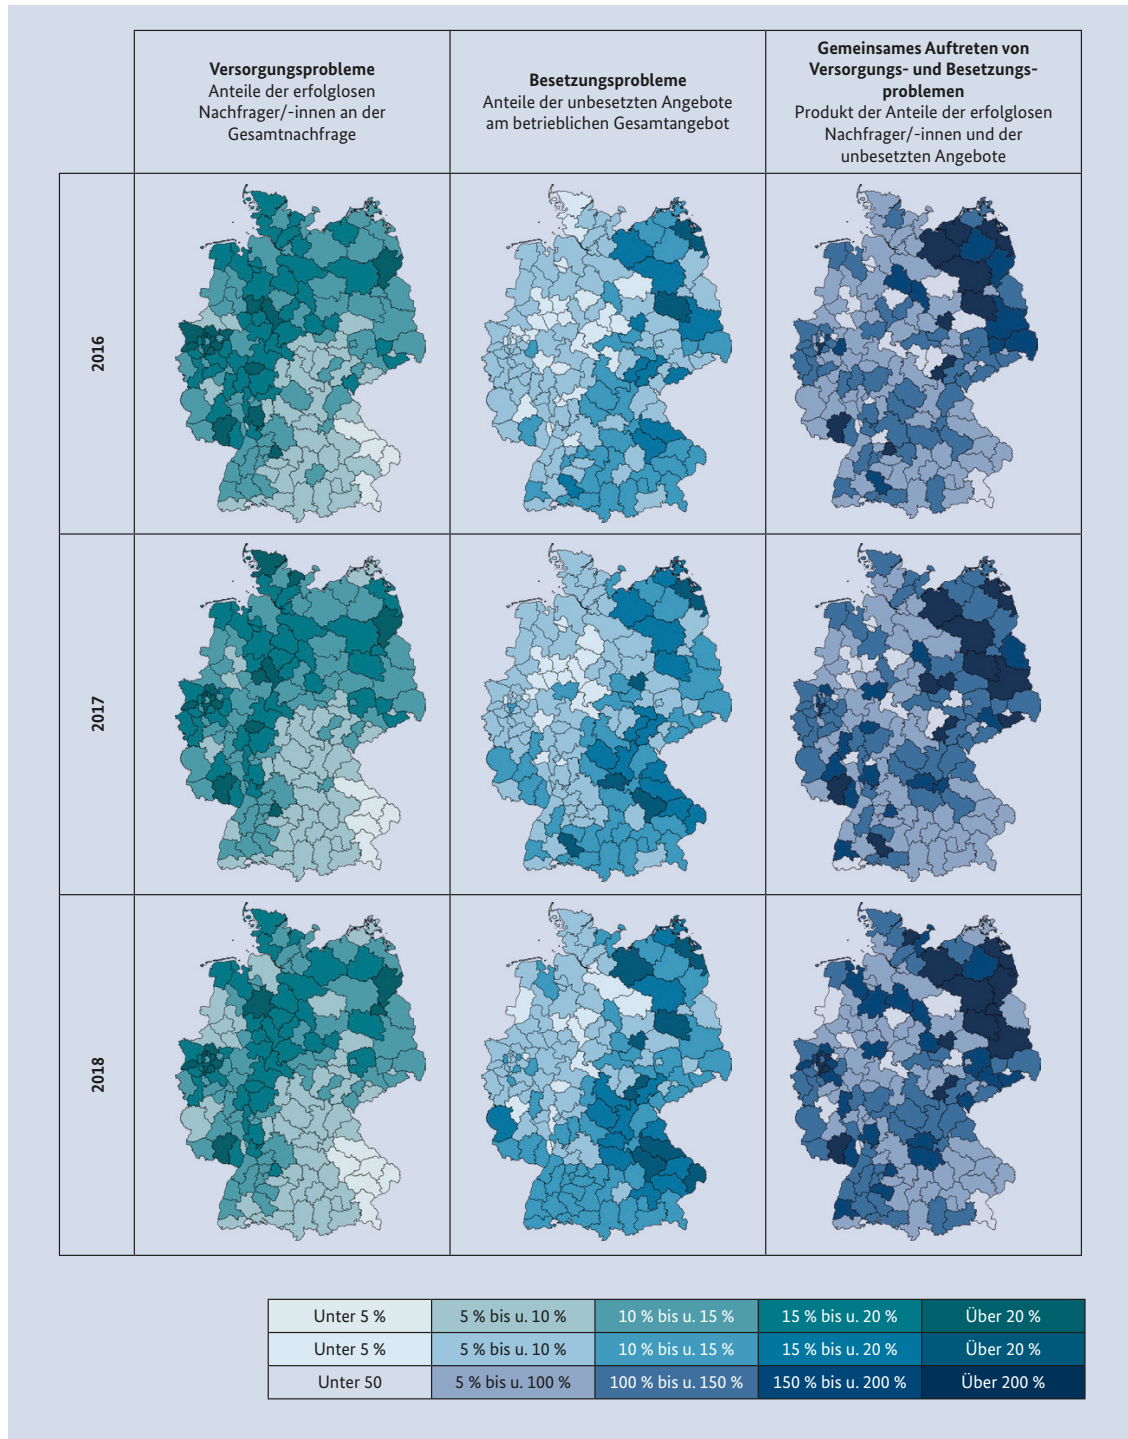 Versorgungsprobleme
Anteile der erfolglosen
Nachfrager/-innen an der
Gesamtnachfrage
Besetzungsprobleme
Anteile der unbesetzten Angebote
am betrieblichen Gesamtangebot
Gemeinsames Auftreten von
Versorgungs- und Besetzungs-
problemen
Produkt der Anteile der erfolglosen
Nachfrager/-innen und der
unbesetzten Angebote
2016
2017
2018
Unter 5 % 5 % bis u. 10 % 10 % bis u. 15 % 15 % bis u. 20 % Über 20 %
Unter 5 % 5 % bis u. 10 % 10 % bis u. 15 % 15 % bis u. 20 % Über 20 %
Unter 50 5 % bis u. 100 % 100 % bis u. 150 % 150 % bis u. 200 % Über 200 %